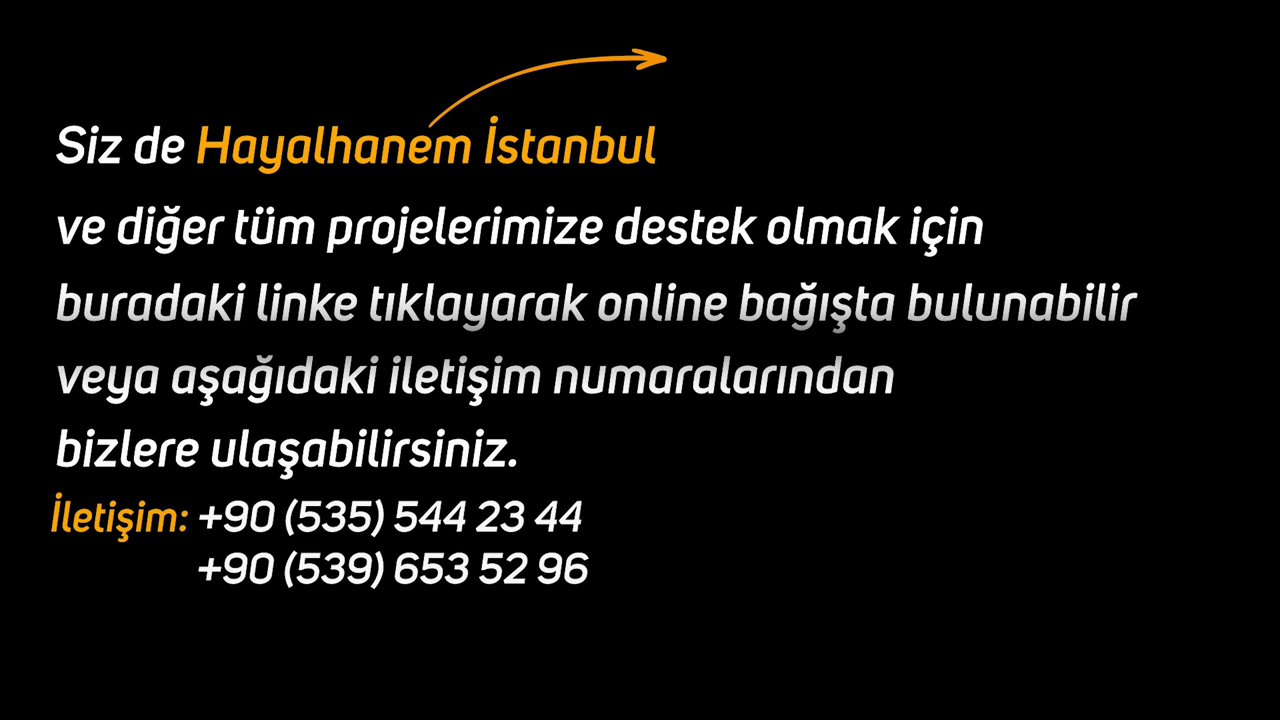 Siz de Hayalhanem İstanbul
ve diğer tüm projelerimize destek olmak için
buradaki linke tıklayarak online bağışta bulunabilir
veya aşağıdaki iletişim numaralarından
bizlere ulaşabilirsiniz.
İletişim: +90 (535) 544 23 44
+90 (539) 653 52 96